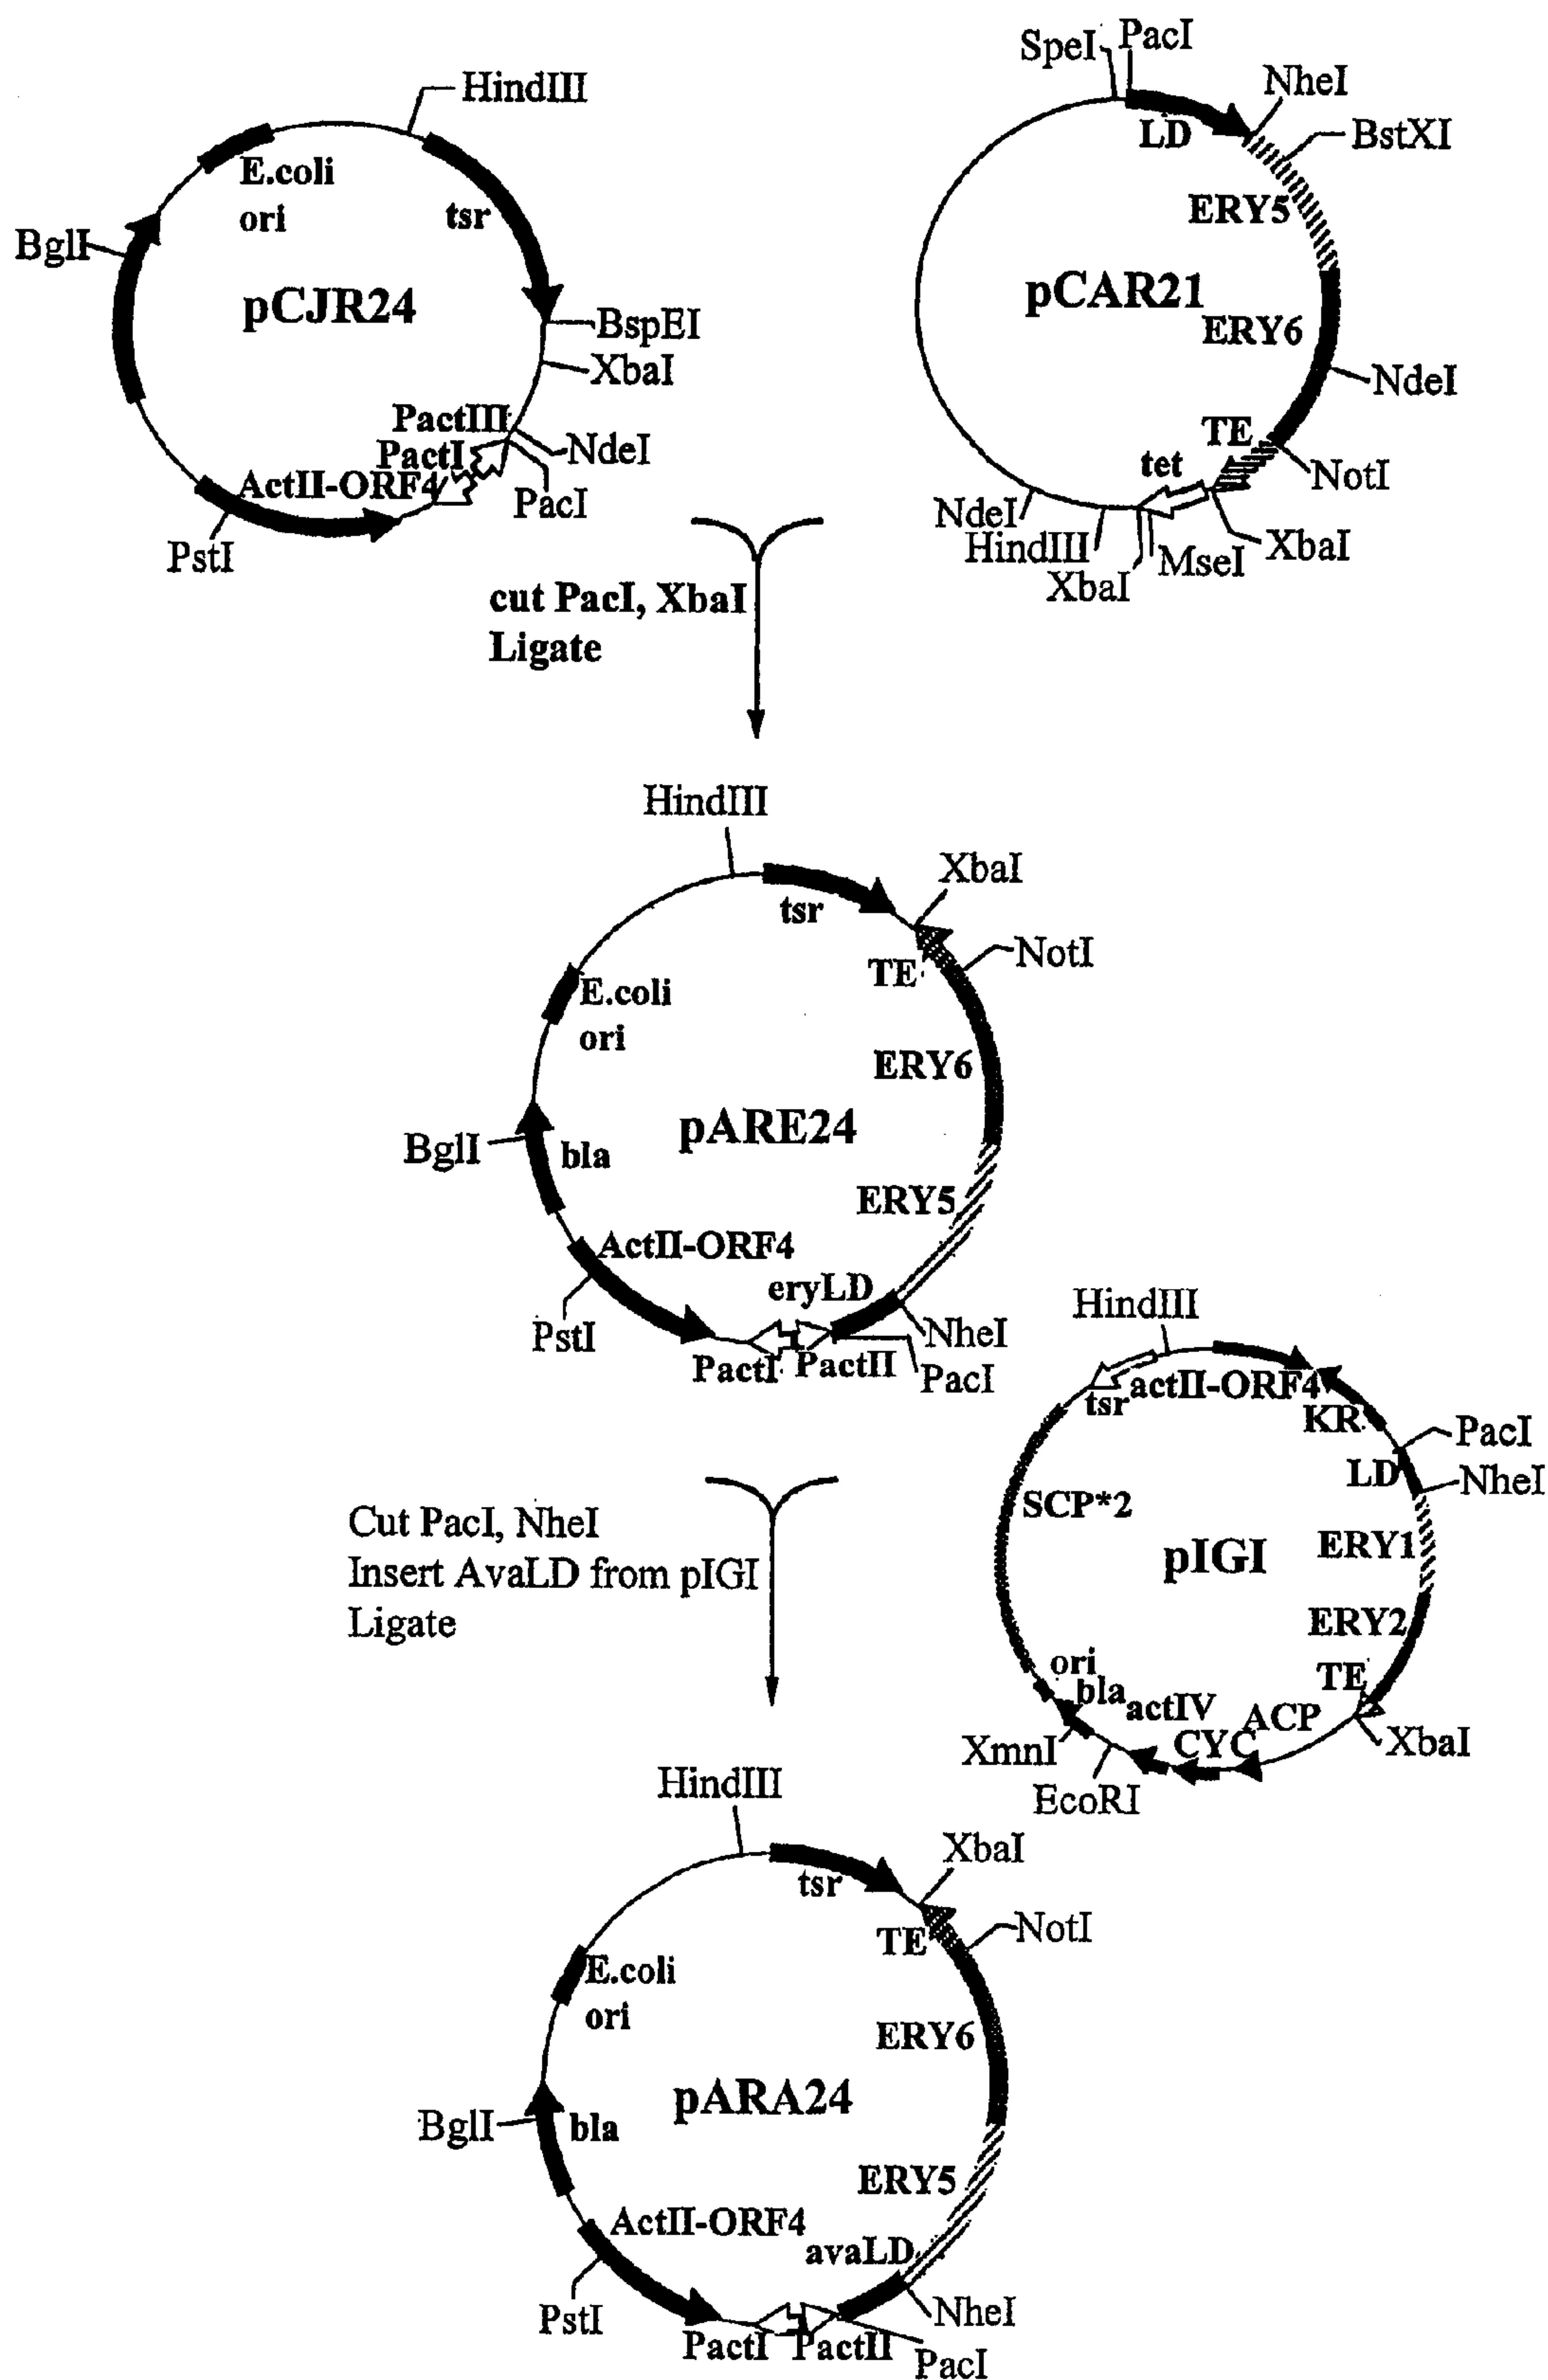 HindIII
E.coli
ori
tsr
BglI
pCJR24
BspEI
XbaI
PactIII
PactI
NdeI
ActII-ORF4
PacI
PstI
SpeI
PacI
LD
NheI
BstXI
ERY5
pCAR21
ERY6
NdeI
TE
tet
NotI
NdeI
HindIII
XbaI
MseI
XbaI
cut PacI, XbaI
Ligate
HindIII
tsr
XbaI
TE
NotI
E.coli
ori
ERY6
pARE24
BglI
bla
ERY5
ActII-ORF4
eryLD
PstI
NheI
PactI
PactII
PacI
HindIII
actII-ORF4
tsr
KR
PacI
LD
NheI
SCP*2
ERY1
pIGI
ERY2
ori
TE
bla
actIV
ACP
CYC
XmnI
XbaI
EcoRI
Cut PacI, NheI
Insert AvaLD from pIGI
Ligate
HindIII
XbaI
tsr
TE
NotI
E.coli
ori
ERY6
pARA24
BglI
bla
ERY5
ActII-ORF4
avaLD
PstI
NheI
PactI
PactII
PacI